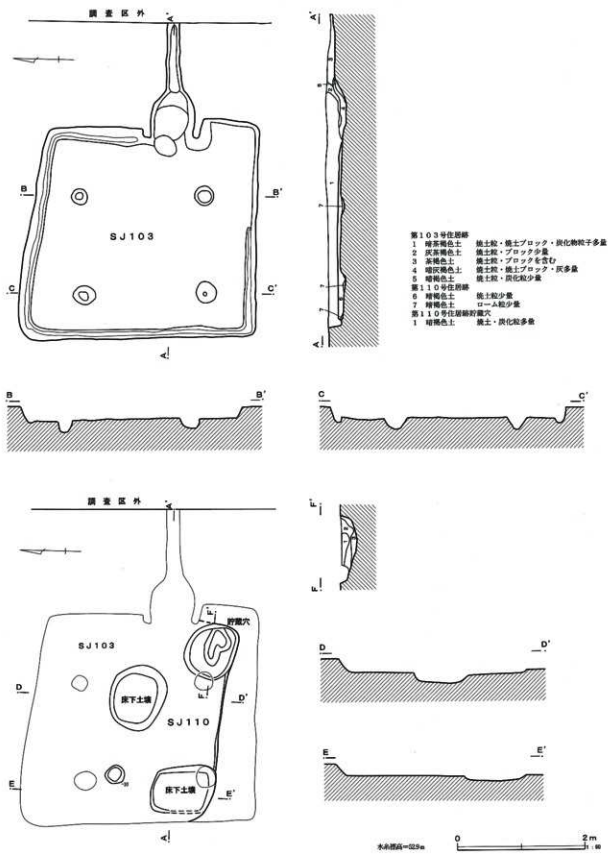 調査区外
A'
A'
B
B'
SJ103
C
C'
A
A
第103号住居跡
1 暗茶褐色土 焼土粒・焼土ブロック・炭化物粒子多量
2 灰茶褐色土 焼土粒・ブロック少量
3 茶褐色土 焼土粒・ブロックを含む
4 暗灰褐色土 焼土粒・焼土ブロック・灰多量
5 暗褐色土 焼土粒・炭化粒少量
第110号住居跡
6 暗褐色土 焼土粒少量
7 暗褐色土 ローム粒少量
第110号住居跡貯蔵穴
1 暗褐色土 焼土・炭化粒多量
B
B'
C
C'
調査区外
A'
F'
F'
貯蔵穴
SJ103
F
F
D
床下土壙
D'
SJ110
D
D'
床下土壙
E
E'
E
E'
A
水糸標高=52.9m
0
2m
1:60